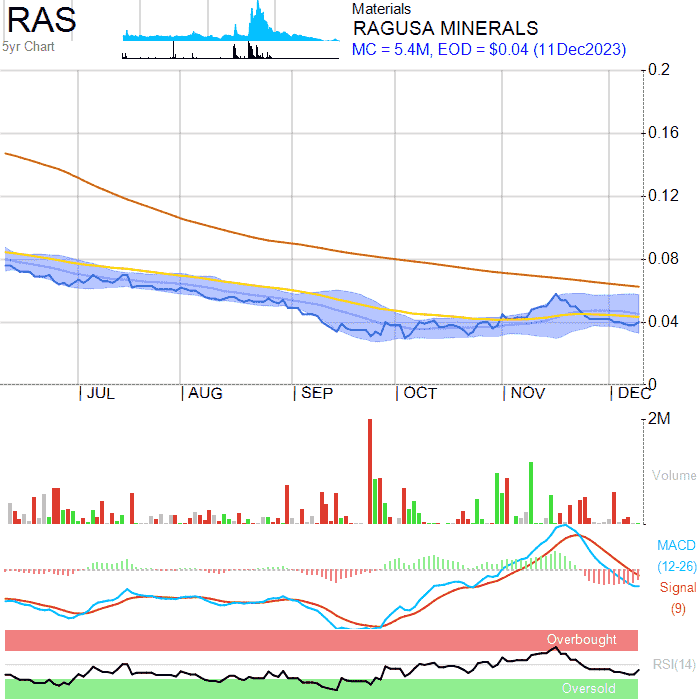 RAS
5yr Chart
Materials
RAGUSA MINERALS
MC = 5.4M, EOD = $0.04 (11Dec2023)
0.2
0.16
0.12
0.08
0.04
0
JUL AUG SEP OCT NOV DEC
2M
Volume
MACD
(12-26)
Signal
(9)
Overbought
RSI(14)
Oversold